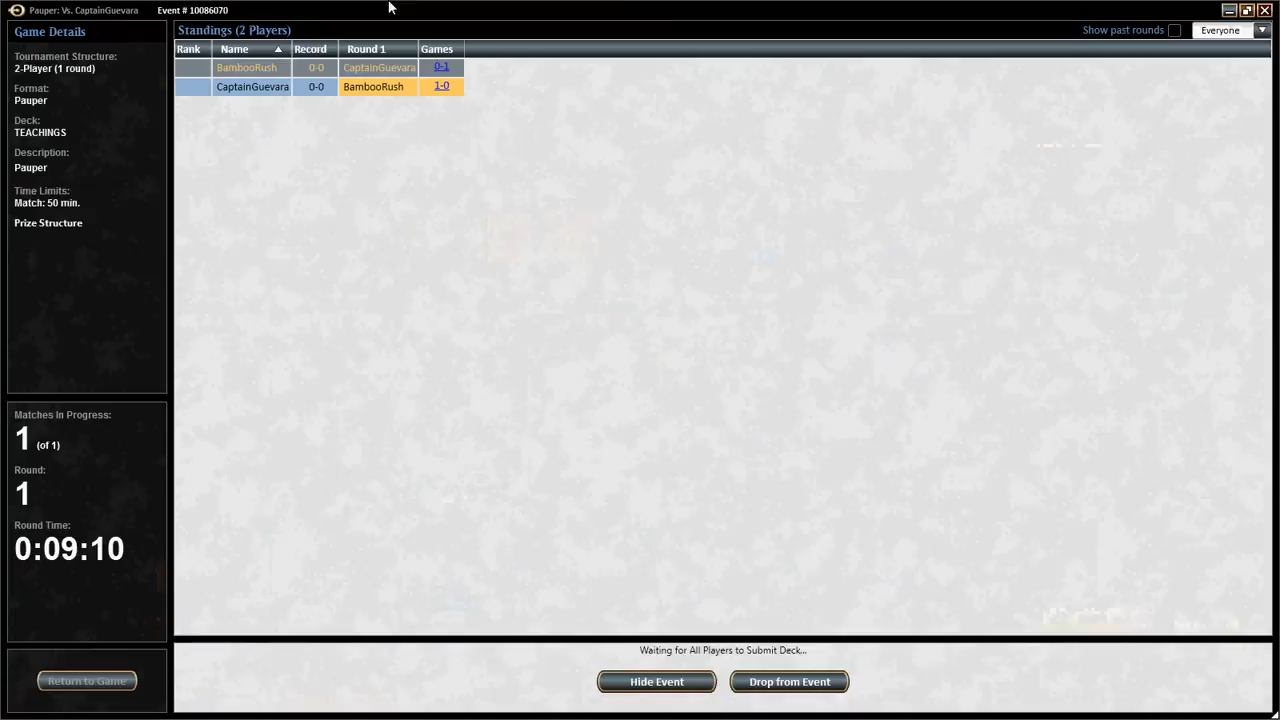 Pauper: Vs. CaptainGuevara Event # 10086070
Game Details
Tournament Structure:
2-Player (1 round)
Format:
Pauper
Deck:
TEACHINGS
Description:
Pauper
Time Limits:
Match: 50 min.
Prize Structure
Matches In Progress:
1 (of 1)
Round:
1
Round Time:
0:09:10
Return to Game
Standings (2 Players) Show past rounds Everyone
Rank Name Record Round 1 Games
BambooRush 0-0 CaptainGuevara 0-1
CaptainGuevara 0-0 BambooRush 1-0
Waiting for All Players to Submit Deck...
Hide Event Drop from Event